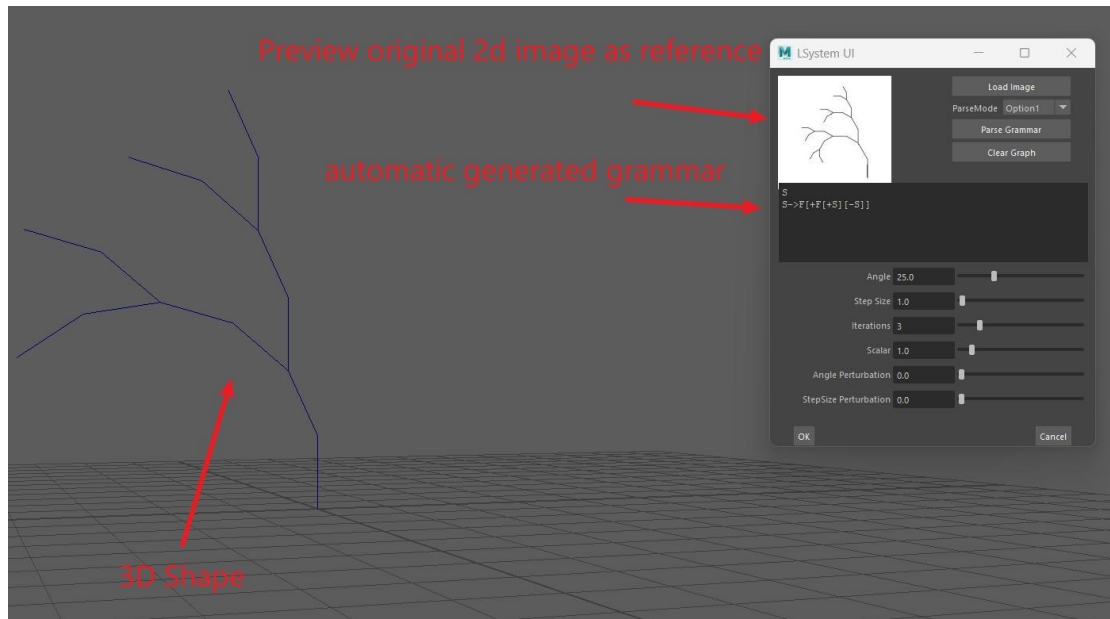 Preview original 2d image as reference
LSystem UI
Load Image
ParseMode Option1
Parse Grammar
Clear Graph
automatic generated grammar
S
S->F[+F[+S][-S]]
Angle 25.0
Step Size 1.0
Iterations 3
Scalar 1.0
Angle Perturbation 0.0
StepSize Perturbation 0.0
OK Cancel
3D Shape